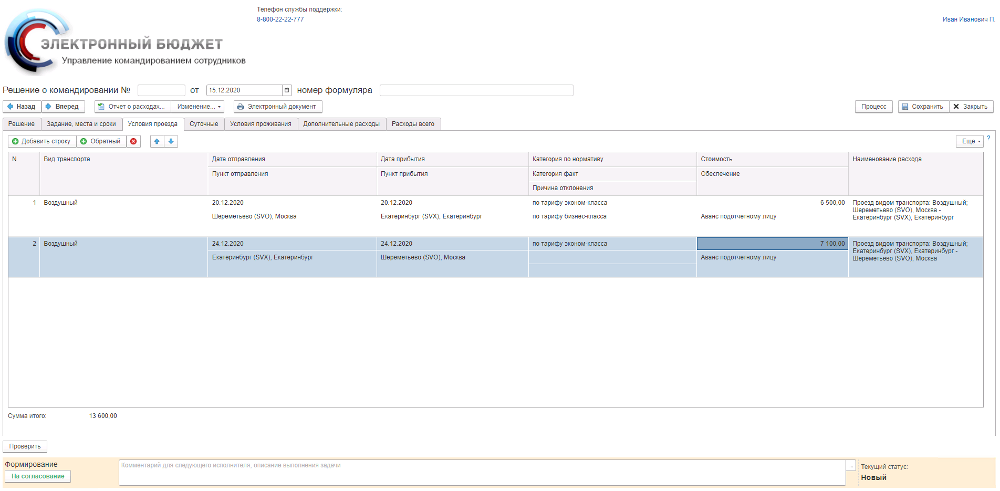 Телефон службы поддержки:
8-800-22-22-777
Иван Иванович П.
ЭЛЕКТРОННЫЙ БЮДЖЕТ
Управление командированием сотрудников
Решение о командировании № от 15.12.2020 номер формуляра
Назад Вперед Отчет о расходах... Изменение... Электронный документ Процесс Сохранить Закрыть
Решение Задание, места и сроки Условия проезда Суточные Условия проживания Дополнительные расходы Расходы всего
Добавить строку Обратный Еще ?
N Вид транспорта Дата отправления Дата прибытия Категория по нормативу Стоимость Наименование расхода
Пункт отправления Пункт прибытия Категория факт Обеспечение
Причина отклонения
1 Воздушный 20.12.2020 20.12.2020 по тарифу эконом-класса 6 500,00 Проезд видом транспорта: Воздушный;
Шереметьево (SVO), Москва -
Шереметьево (SVO), Москва Екатеринбург (SVX), Екатеринбург по тарифу бизнес-класса Аванс подотчетному лицу Екатеринбург (SVX), Екатеринбург
2 Воздушный 24.12.2020 24.12.2020 по тарифу эконом-класса 7 100,00 Проезд видом транспорта: Воздушный;
Екатеринбург (SVX), Екатеринбург -
Екатеринбург (SVX), Екатеринбург Шереметьево (SVO), Москва Аванс подотчетному лицу Шереметьево (SVO), Москва
Сумма итого: 13 600,00
Проверить
Формирование
На согласование
Комментарий для следующего исполнителя, описание выполнения задачи
...
Текущий статус:
Новый